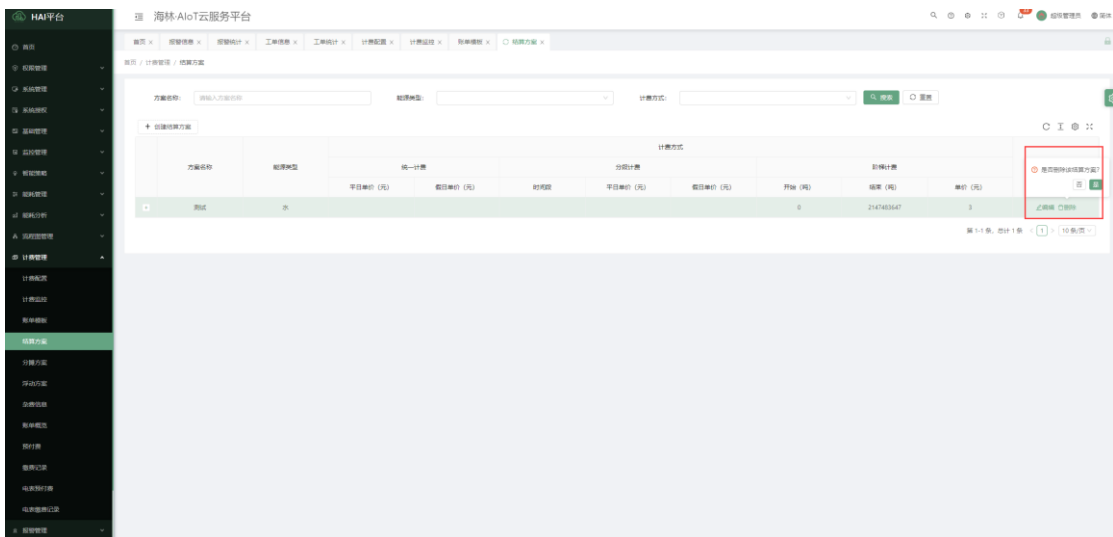 HAI平台
海林·AIoT云服务平台
超级管理员
简体
首页
权限管理
系统管理
系统授权
基础管理
监控管理
智能策略
能耗管理
能耗分析
流程图管理
计费管理
计费配置
计费监控
账单模板
结算方案
分摊方案
浮动方案
杂费信息
账单概览
预付费
缴费记录
电表预付费
电表缴费记录
报警管理
首页 × 报警信息 × 报警统计 × 工单信息 × 工单统计 × 计费配置 × 计费监控 × 账单模板 × 结算方案 ×
首页 / 计费管理 / 结算方案
方案名称: 请输入方案名称 能源类型: 计费方式: 搜索 重置
+ 创建结算方案
计费方式
方案名称 能源类型 统一计费 分段计费 阶梯计费
平日单价 (元) 假日单价 (元) 时间段 平日单价 (元) 假日单价 (元) 开始 (吨) 结束 (吨) 单价 (元)
是否删除该结算方案?
否 是
测试 水 0 2147483647 3 编辑 删除
第 1-1 条, 总计 1 条 < 1 > 10 条/页